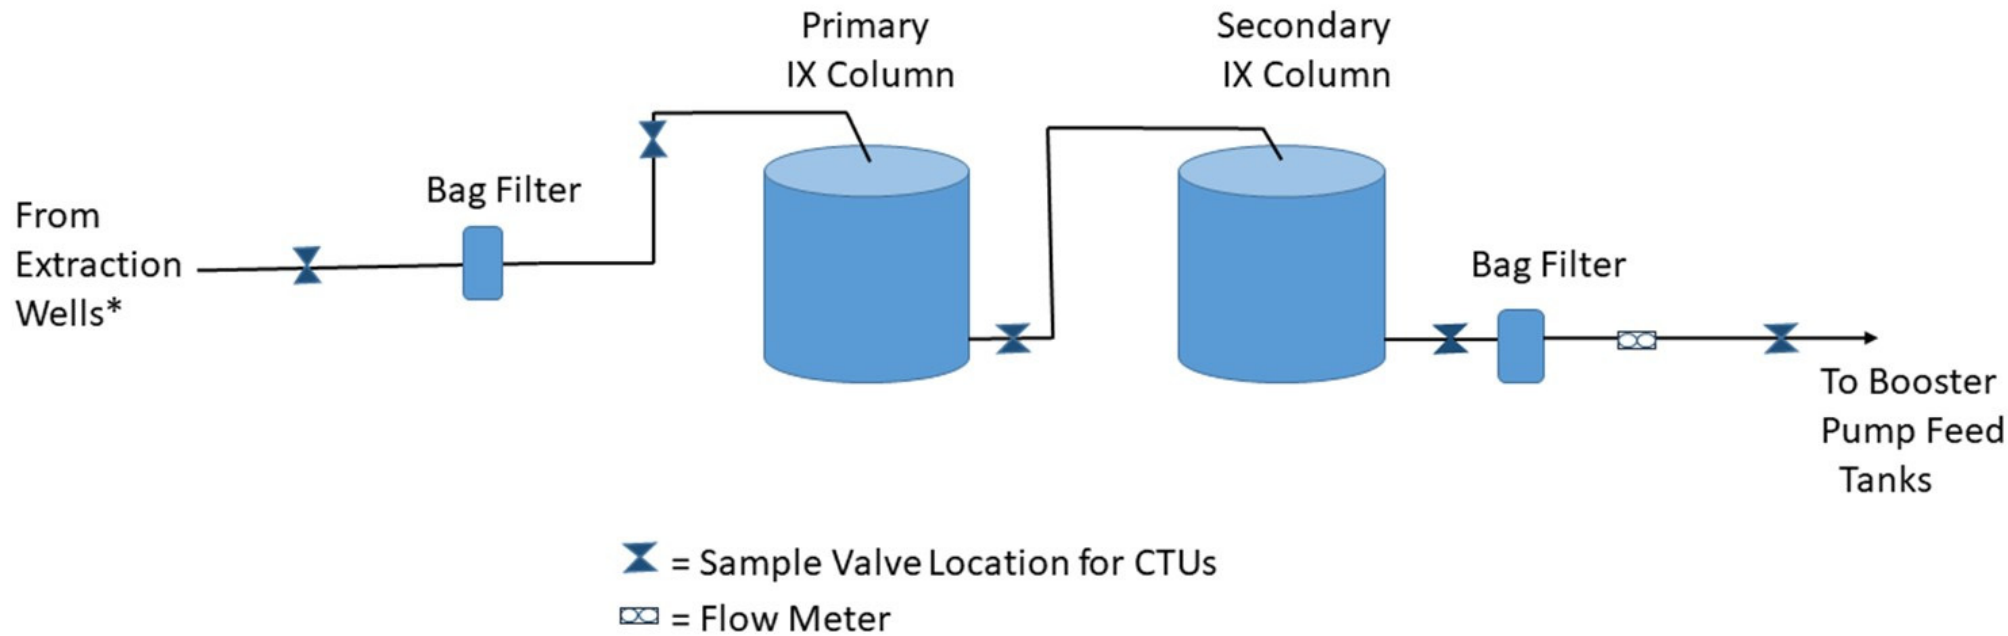 Primary
IX Column
Secondary
IX Column
Bag Filter
From
Extraction
Wells*
Bag Filter
To Booster
Pump Feed
Tanks
= Sample Valve Location for CTUs
= Flow Meter